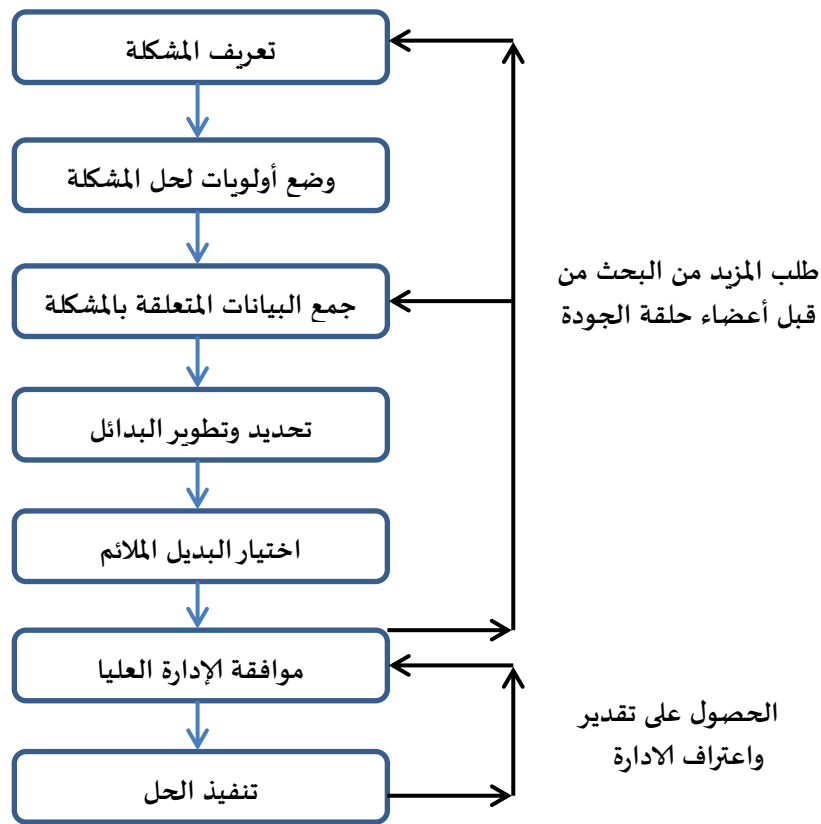 تعريف المشكلة
وضع أولويات لحل المشكلة
جمع البيانات المتعلقة بالمشكلة
تحديد وتطوير البدائل
اختيار البديل الملائم
موافقة الإدارة العليا
تنفيذ الحل
طلب المزيد من البحث من
قبل أعضاء حلقة الجودة
الحصول على تقدير
واعتراف الادارة